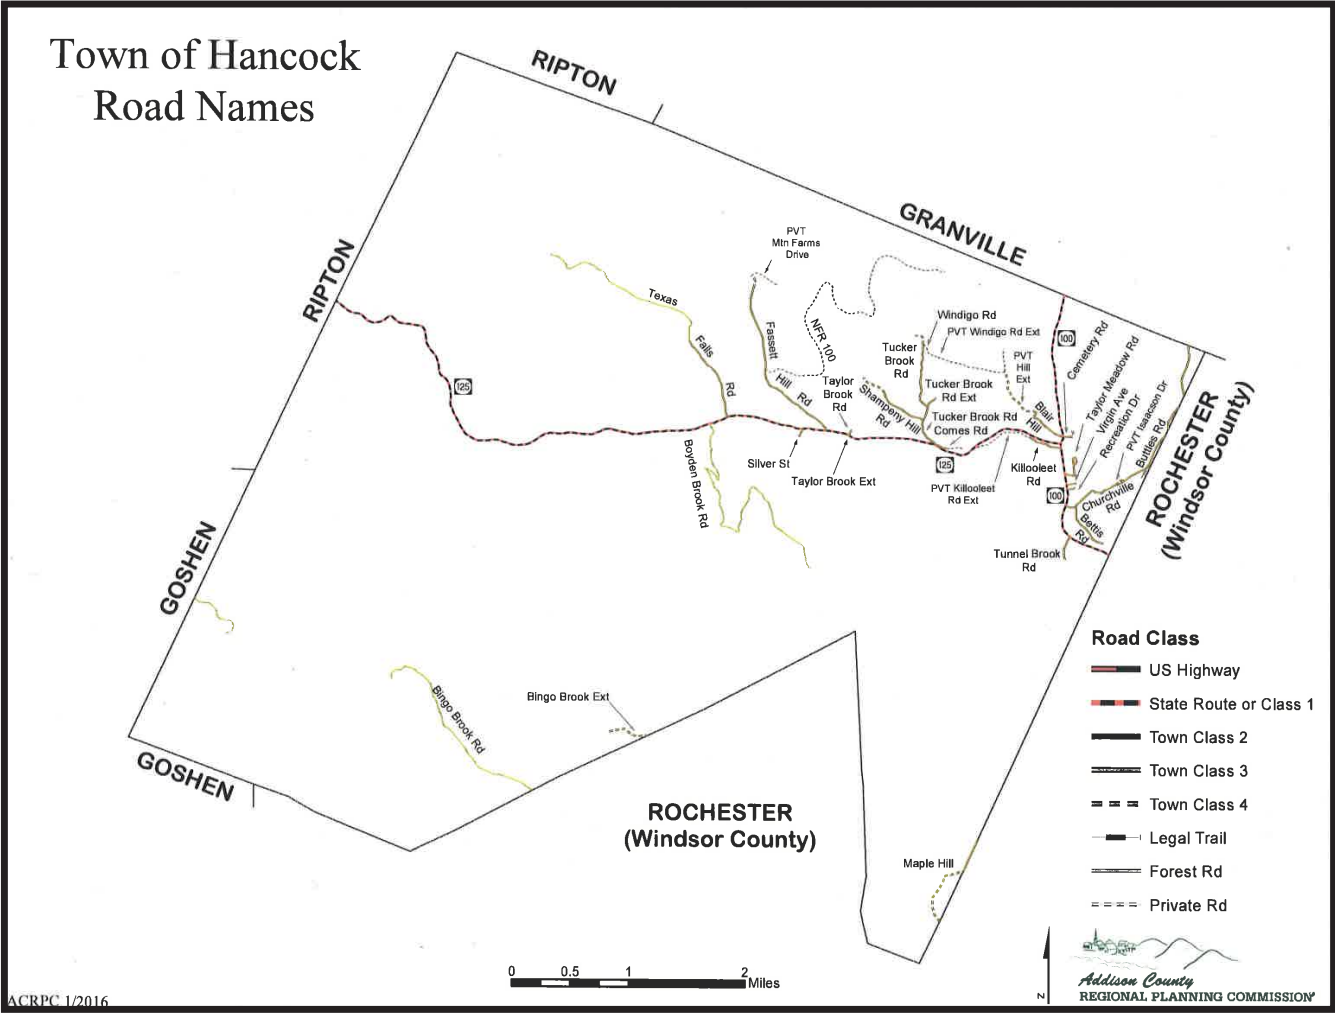 Town of Hancock
Road Names
RIPTON
GRANVILLE
RIPTON
PVT
Mtn Farms
Drive
Texas
Falls
Rd
Fassett
Hill
Rd
NFR 100
Windigo Rd
PVT Windigo Rd Ext
Tucker
Brook
Rd
PVT
Hill
Ext
100
Cemetery Rd
Taylor Meadow Rd
Virgin Ave
Recreation Dr
PVT Isaacson Dr
Buttles Rd
125
Taylor
Brook
Rd
Shampeny Hill
Rd
Tucker Brook
Rd Ext
Tucker Brook Rd
Comes Rd
Blair
Hill
Silver St
Taylor Brook Ext
125
PVT Killooleet
Rd Ext
Killooleet
Rd
100
Churchville
Rd
Bettis
Rd
Tunnel Brook
Rd
Boyden Brook Rd
ROCHESTER
(Windsor County)
GOSHEN
GOSHEN
Bingo Brook Rd
Bingo Brook Ext
ROCHESTER
(Windsor County)
Maple Hill
Road Class
US Highway
State Route or Class 1
Town Class 2
Town Class 3
Town Class 4
Legal Trail
Forest Rd
Private Rd
0 0.5 1 2
Miles
N
Addison County
REGIONAL PLANNING COMMISSION
ACRPC 1/2016